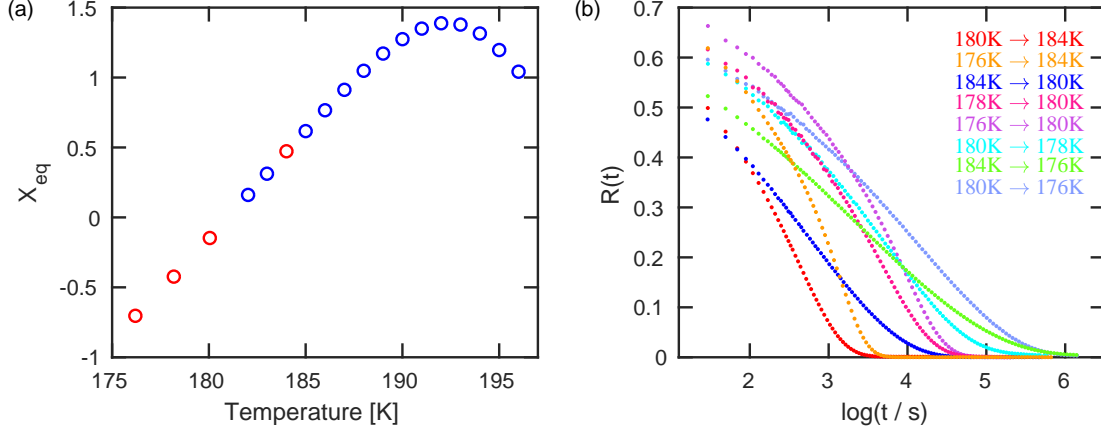 (a)
1.5
1
0.5
0
-0.5
-1
X_eq
175
180
185
190
195
Temperature [K]
(b)
0.7
0.6
0.5
0.4
0.3
0.2
0.1
0
R(t)
180K → 184K
176K → 184K
184K → 180K
178K → 180K
176K → 180K
180K → 178K
184K → 176K
180K → 176K
2
3
4
5
6
log(t / s)